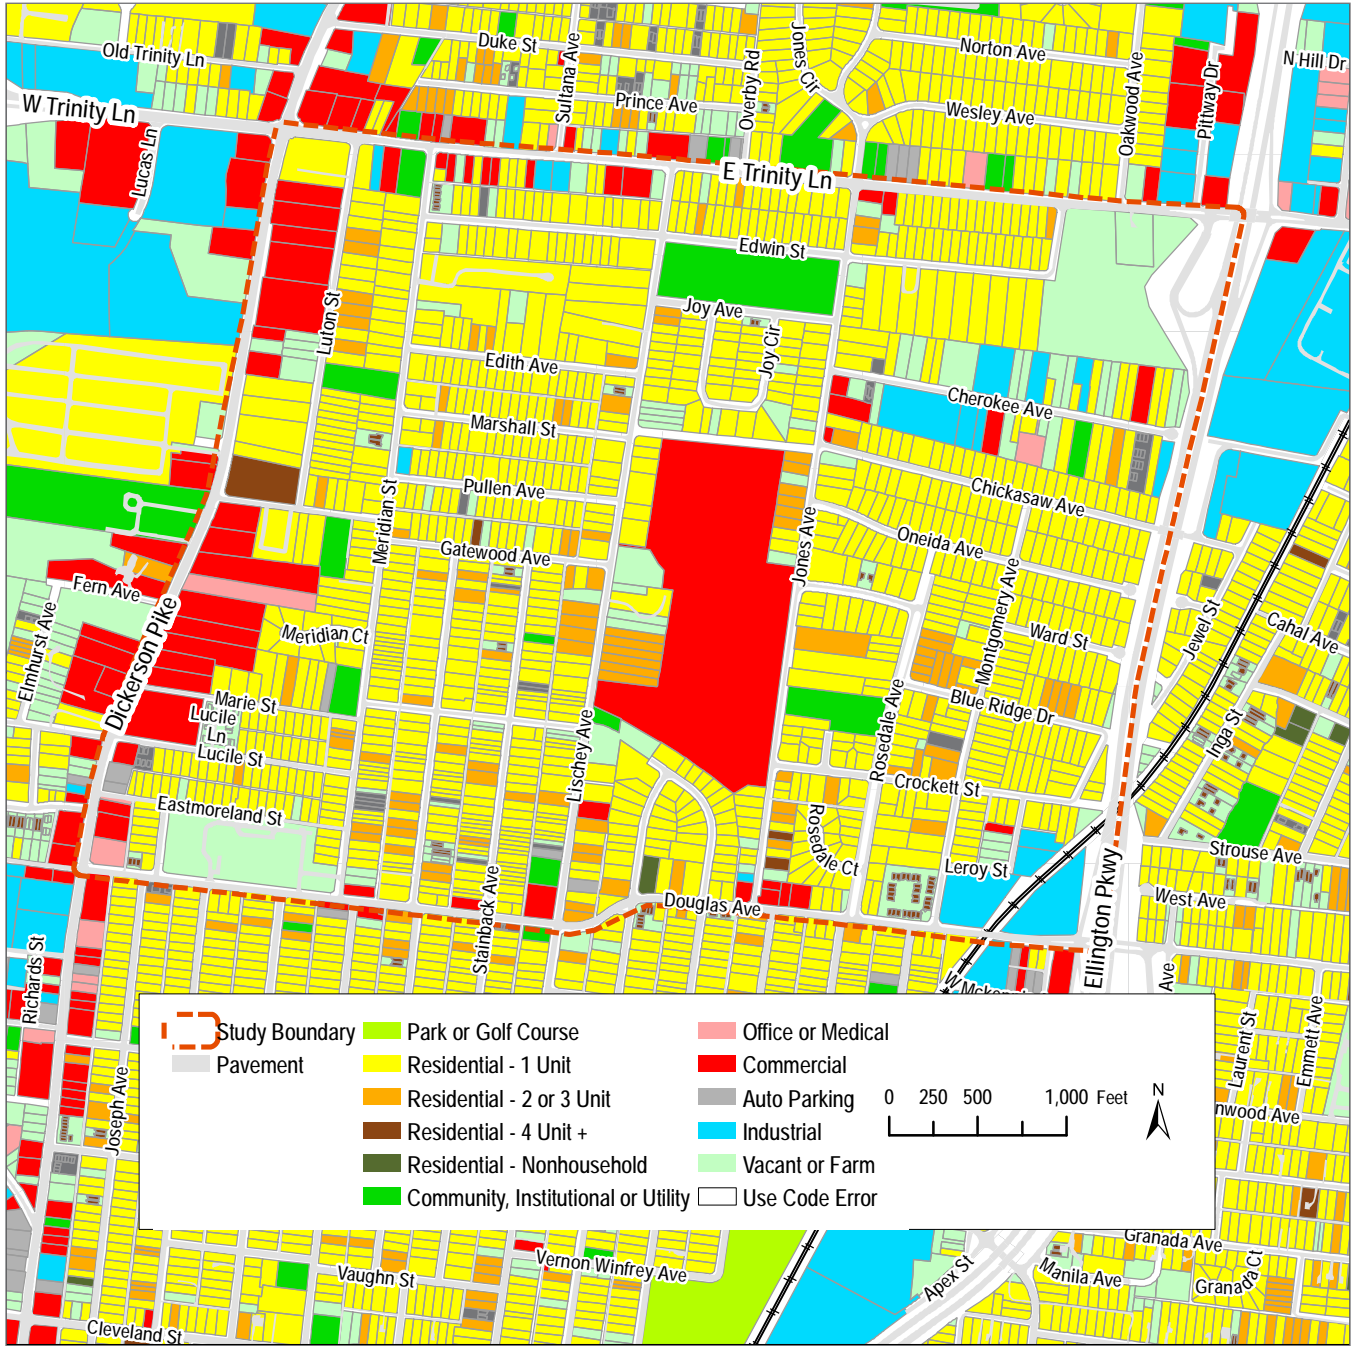 Old Trinity Ln
W Trinity Ln
Lucas Ln
Duke St
Sultana Ave
Prince Ave
Overby Rd
Jones Cir
Norton Ave
Wesley Ave
Oakwood Ave
Pittway Dr
N Hill Dr
E Trinity Ln
Edwin St
Joy Ave
Joy Cir
Luton St
Edith Ave
Marshall St
Pullen Ave
Gatewood Ave
Meridian St
Cherokee Ave
Chickasaw Ave
Oneida Ave
Jones Ave
Montgomery Ave
Ward St
Blue Ridge Dr
Jewel St
Cahal Ave
Inga St
Fern Ave
Elmhurst Ave
Dickerson Pike
Meridian Ct
Marie St
Lucile
Ln
Lucile St
Eastmoreland St
Lischey Ave
Stainback Ave
Rosedale Ave
Crockett St
Rosedale Ct
Leroy St
Douglas Ave
Strouse Ave
West Ave
Ellington Pkwy
Ave
Richards St
Joseph Ave
Laurent St
Emmett Ave
nwood Ave
Study Boundary
Pavement
Park or Golf Course
Residential - 1 Unit
Residential - 2 or 3 Unit
Residential - 4 Unit +
Residential - Nonhousehold
Community, Institutional or Utility
Office or Medical
Commercial
Auto Parking
Industrial
Vacant or Farm
Use Code Error
0 250 500 1,000 Feet
N
Vaughn St
Vernon Winfrey Ave
Cleveland St
Apex St
Manila Ave
Granada Ave
Granada Ct